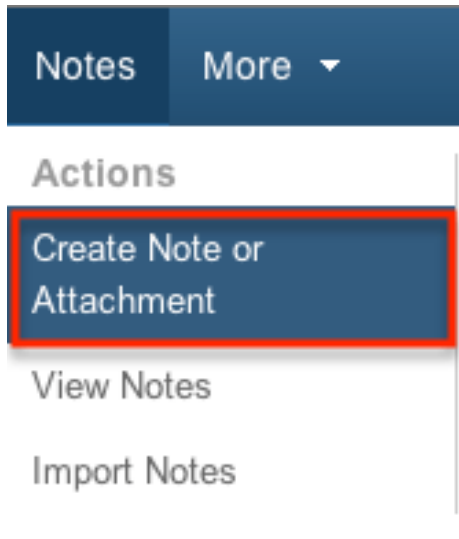 Notes More
Actions
Create Note or
Attachment
View Notes
Import Notes